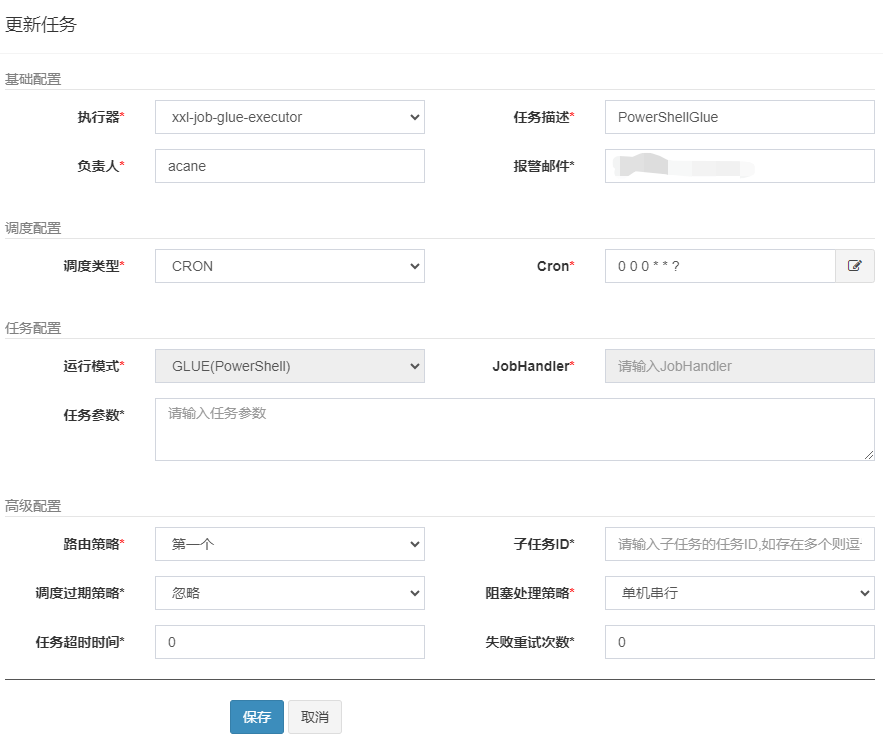 更新任务
基础配置
执行器* xxl-job-glue-executor 任务描述* PowerShellGlue
负责人* acane 报警邮件*
调度配置
调度类型* CRON Cron* 0 0 0 * * ?
任务配置
运行模式* GLUE(PowerShell) JobHandler* 请输入JobHandler
任务参数* 请输入任务参数
高级配置
路由策略* 第一个 子任务ID* 请输入子任务的任务ID,如存在多个则逗
调度过期策略* 忽略 阻塞处理策略* 单机串行
任务超时时间* 0 失败重试次数* 0
保存 取消